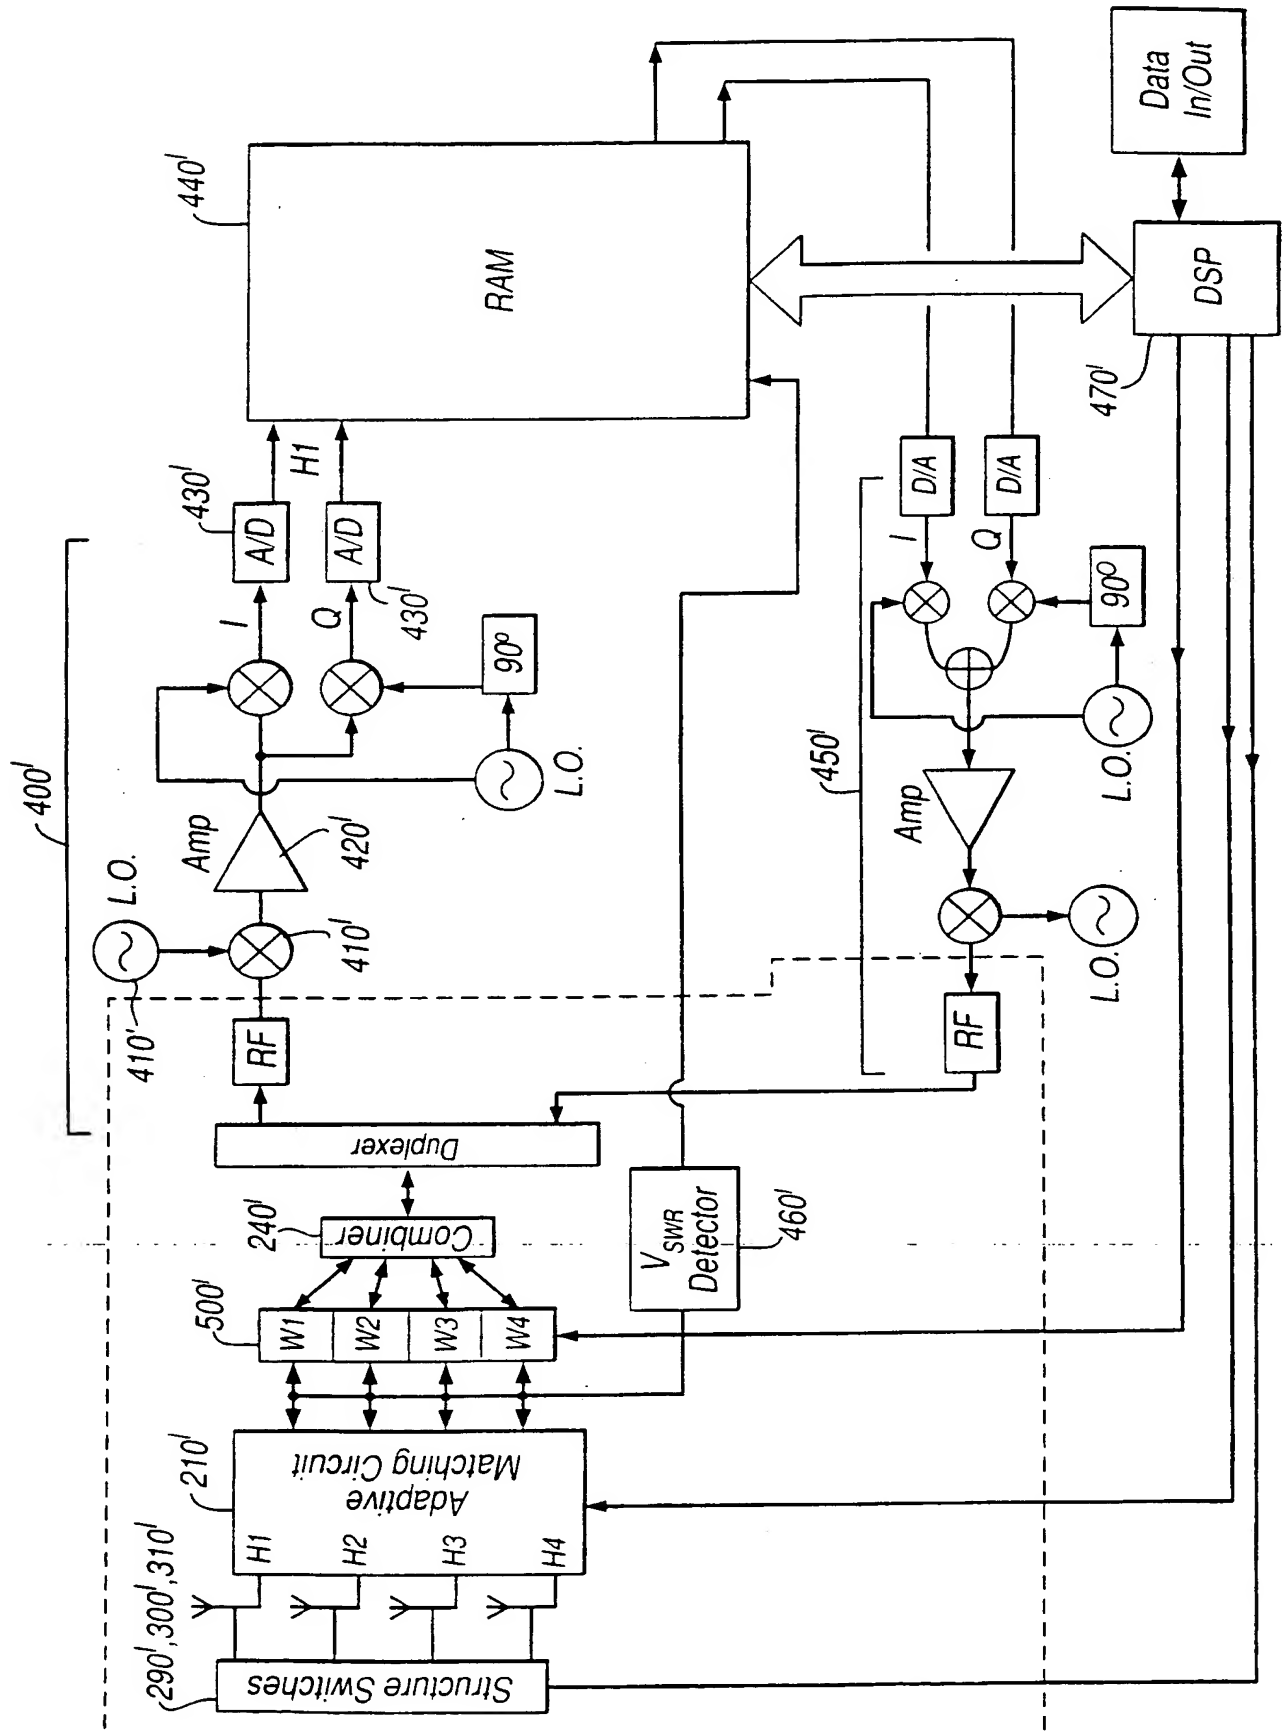 290',300',310'
Structure Switches
H1
H2
H3
H4
210'
Adaptive
Matching Circuit
500'
W1
W2
W3
W4
240'
Combiner
Duplexer
VSWR
Detector
460'
400'
410'
L.O.
RF
410'
Amp
420'
L.O.
90°
I
Q
430'
A/D
A/D
430'
H1
440'
RAM
450'
RF
L.O.
Amp
L.O.
90°
I
Q
D/A
D/A
470'
DSP
Data
In/Out